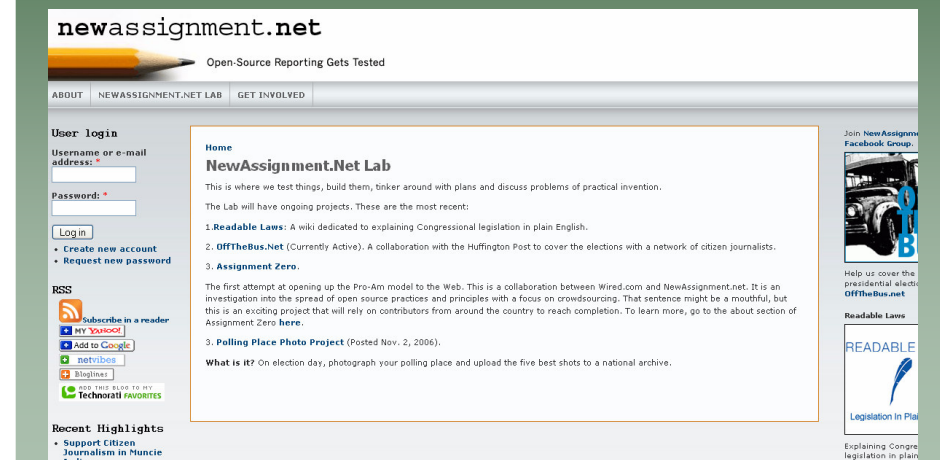 newassignment.net
Open-Source Reporting Gets Tested
ABOUT
NEWASSIGNMENT.NET LAB
GET INVOLVED
User login
Username or e-mail
address: *
Password: *
Log in
• Create new account
• Request new password
RSS
Subscribe in a reader
MY YAHOO!
Add to Google
netvibes
Bloglines
ADD THIS BLOG TO MY
Technorati FAVORITES
Recent Highlights
• Support Citizen
Journalism in Muncie
Home
NewAssignment.Net Lab
This is where we test things, build them, tinker around with plans and discuss problems of practical invention.
The Lab will have ongoing projects. These are the most recent:
1.Readable Laws: A wiki dedicated to explaining Congressional legislation in plain English.
2. OffTheBus.Net (Currently Active). A collaboration with the Huffington Post to cover the elections with a network of citizen journalists.
3. Assignment Zero.
The first attempt at opening up the Pro-Am model to the Web. This is a collaboration between Wired.com and NewAssignment.net. It is an
investigation into the spread of open source practices and principles with a focus on crowdsourcing. That sentence might be a mouthful, but
this is an exciting project that will rely on contributors from around the country to reach completion. To learn more, go to the about section of
Assignment Zero here.
3. Polling Place Photo Project (Posted Nov. 2, 2006).
What is it? On election day, photograph your polling place and upload the five best shots to a national archive.
Join NewAssignme
Facebook Group.
Help us cover the
presidential electi
OffTheBus.net
Readable Laws
READABLE
Legislation In Plai
Explaining Congre
legislation in plain